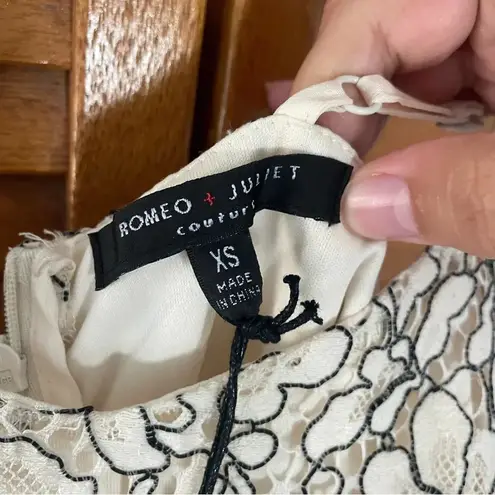 ROMEO + JULIET
couture
XS
MADE
IN CHINA